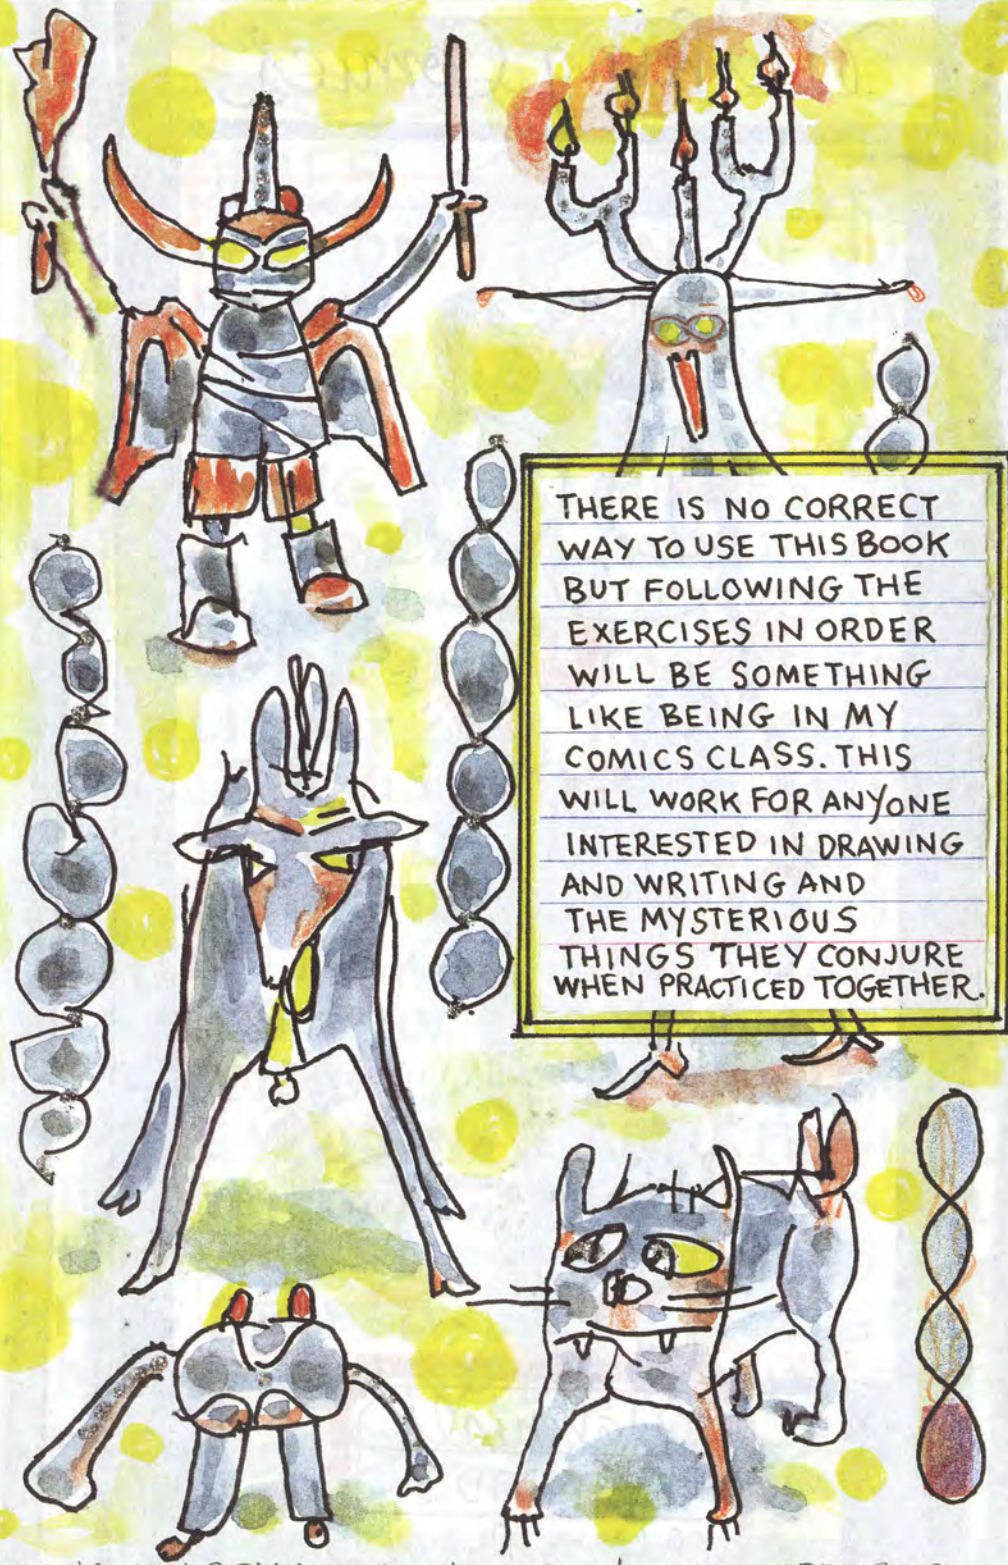 THERE IS NO CORRECT
WAY TO USE THIS BOOK
BUT FOLLOWING THE
EXERCISES IN ORDER
WILL BE SOMETHING
LIKE BEING IN MY
COMICS CLASS. THIS
WILL WORK FOR ANYONE
INTERESTED IN DRAWING
AND WRITING AND
THE MYSTERIOUS
THINGS THEY CONJURE
WHEN PRACTICED TOGETHER.